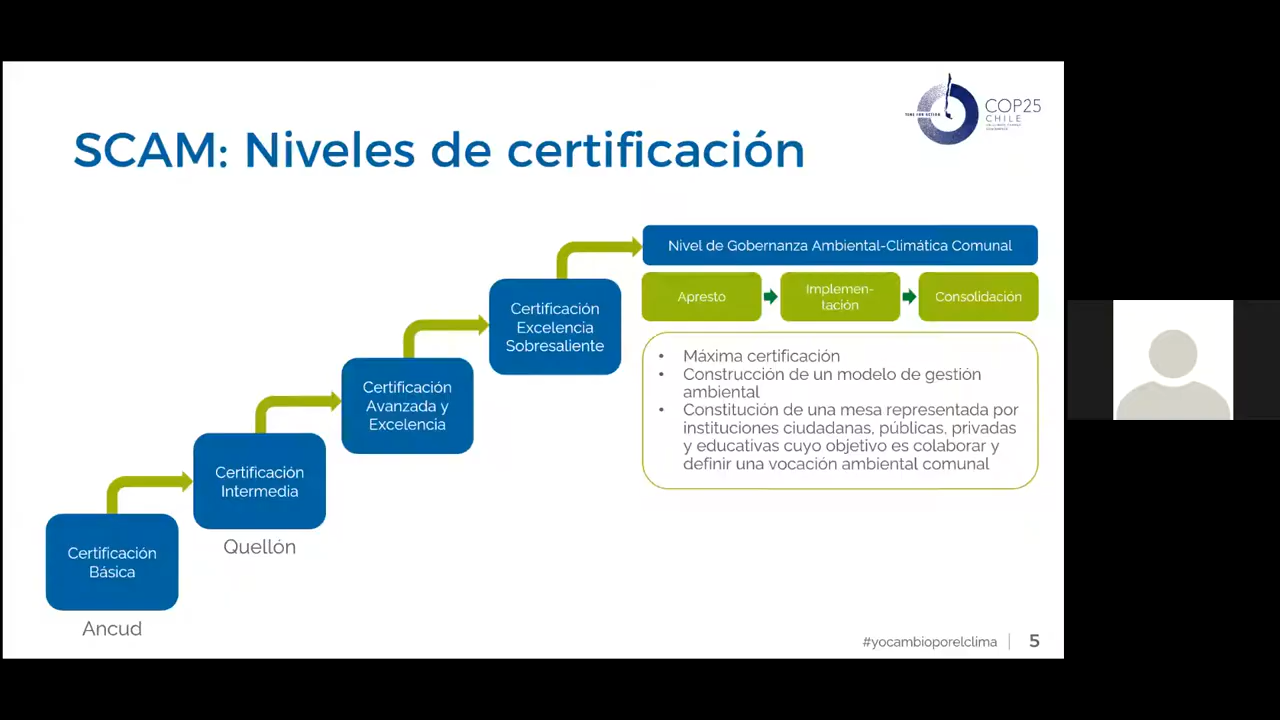 COP25
CHILE
TIME FOR ACTION
SCAM: Niveles de certificación
Nivel de Gobernanza Ambiental-Climática Comunal
Apresto
Implemen-
tación
Consolidación
Certificación
Excelencia
Sobresaliente
Máxima certificación
Construcción de un modelo de gestión
ambiental
Constitución de una mesa representada por
instituciones ciudadanas, públicas, privadas
y educativas cuyo objetivo es colaborar y
definir una vocación ambiental comunal
Certificación
Avanzada y
Excelencia
Certificación
Intermedia
Quellón
Certificación
Básica
Ancud
#yocambioporelclima
5